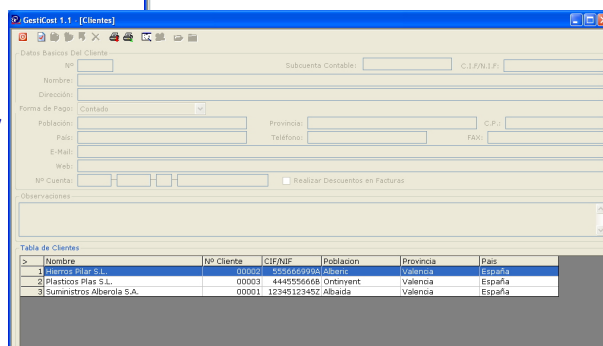 GestiCost 1.1 - [Clientes]
Datos Basicos Del Cliente
Nº Subcuenta Contable: C.I.F/N.I.F:
Nombre:
Dirección:
Forma de Pago: Contado
Población: Provincia: C.P.:
Pais: Teléfono: FAX:
E-Mail:
Web:
Nº Cuenta: Realizar Descuentos en Facturas
Observaciones
Tabla de Clientes
> Nombre Nº Cliente CIF/NIF Poblacion Provincia Pais
1 Hierros Pilar S.L. 00002 555666999A Alberic Valencia España
2 Plasticos Plas S.L. 00003 444555666B Ontinyent Valencia España
3 Suministros Alberola S.A. 00001 1234512345Z Albaida Valencia España